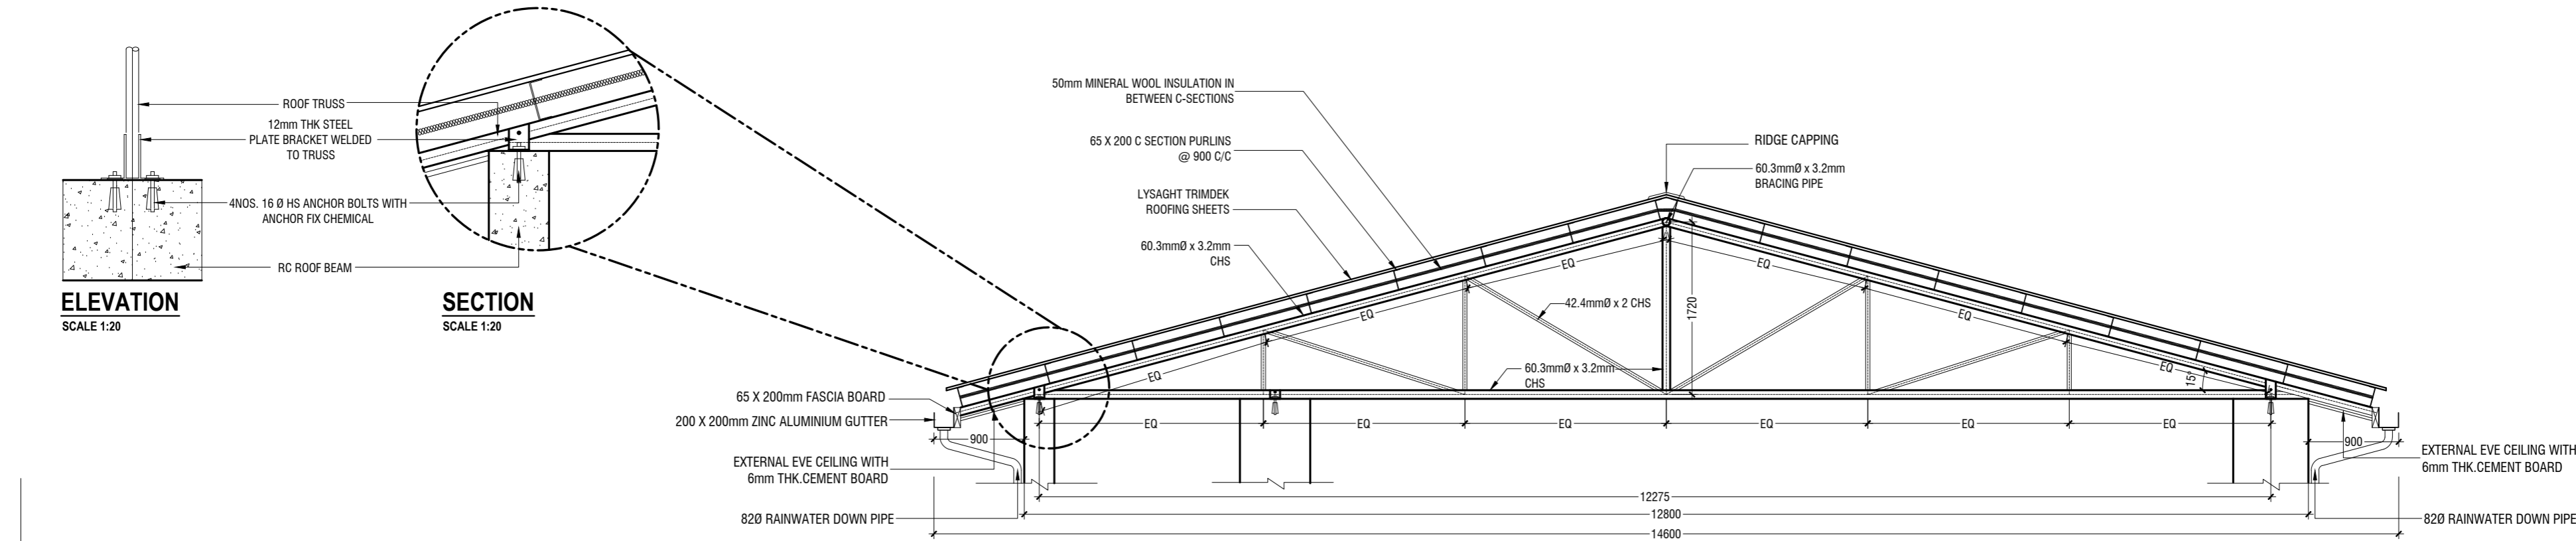 ROOF TRUSS
12mm THK STEEL
PLATE BRACKET WELDED
TO TRUSS
4NOS. 16 Ø HS ANCHOR BOLTS WITH
ANCHOR FIX CHEMICAL
RC ROOF BEAM
ELEVATION
SCALE 1:20
SECTION
SCALE 1:20
50mm MINERAL WOOL INSULATION IN
BETWEEN C-SECTIONS
65 X 200 C SECTION PURLINS
@ 900 C/C
LYSAGHT TRIMDEK
ROOFING SHEETS
60.3mmØ x 3.2mm
CHS
RIDGE CAPPING
60.3mmØ x 3.2mm
BRACING PIPE
EQ
EQ
EQ
EQ
EQ
EQ
42.4mmØ x 2 CHS
1720
60.3mmØ x 3.2mm
CHS
15°
65 X 200mm FASCIA BOARD
200 X 200mm ZINC ALUMINIUM GUTTER
900
EQ
EQ
EQ
EQ
EQ
EQ
900
EXTERNAL EVE CEILING WITH
6mm THK.CEMENT BOARD
EXTERNAL EVE CEILING WITH
6mm THK.CEMENT BOARD
82Ø RAINWATER DOWN PIPE
82Ø RAINWATER DOWN PIPE
12275
12800
14600